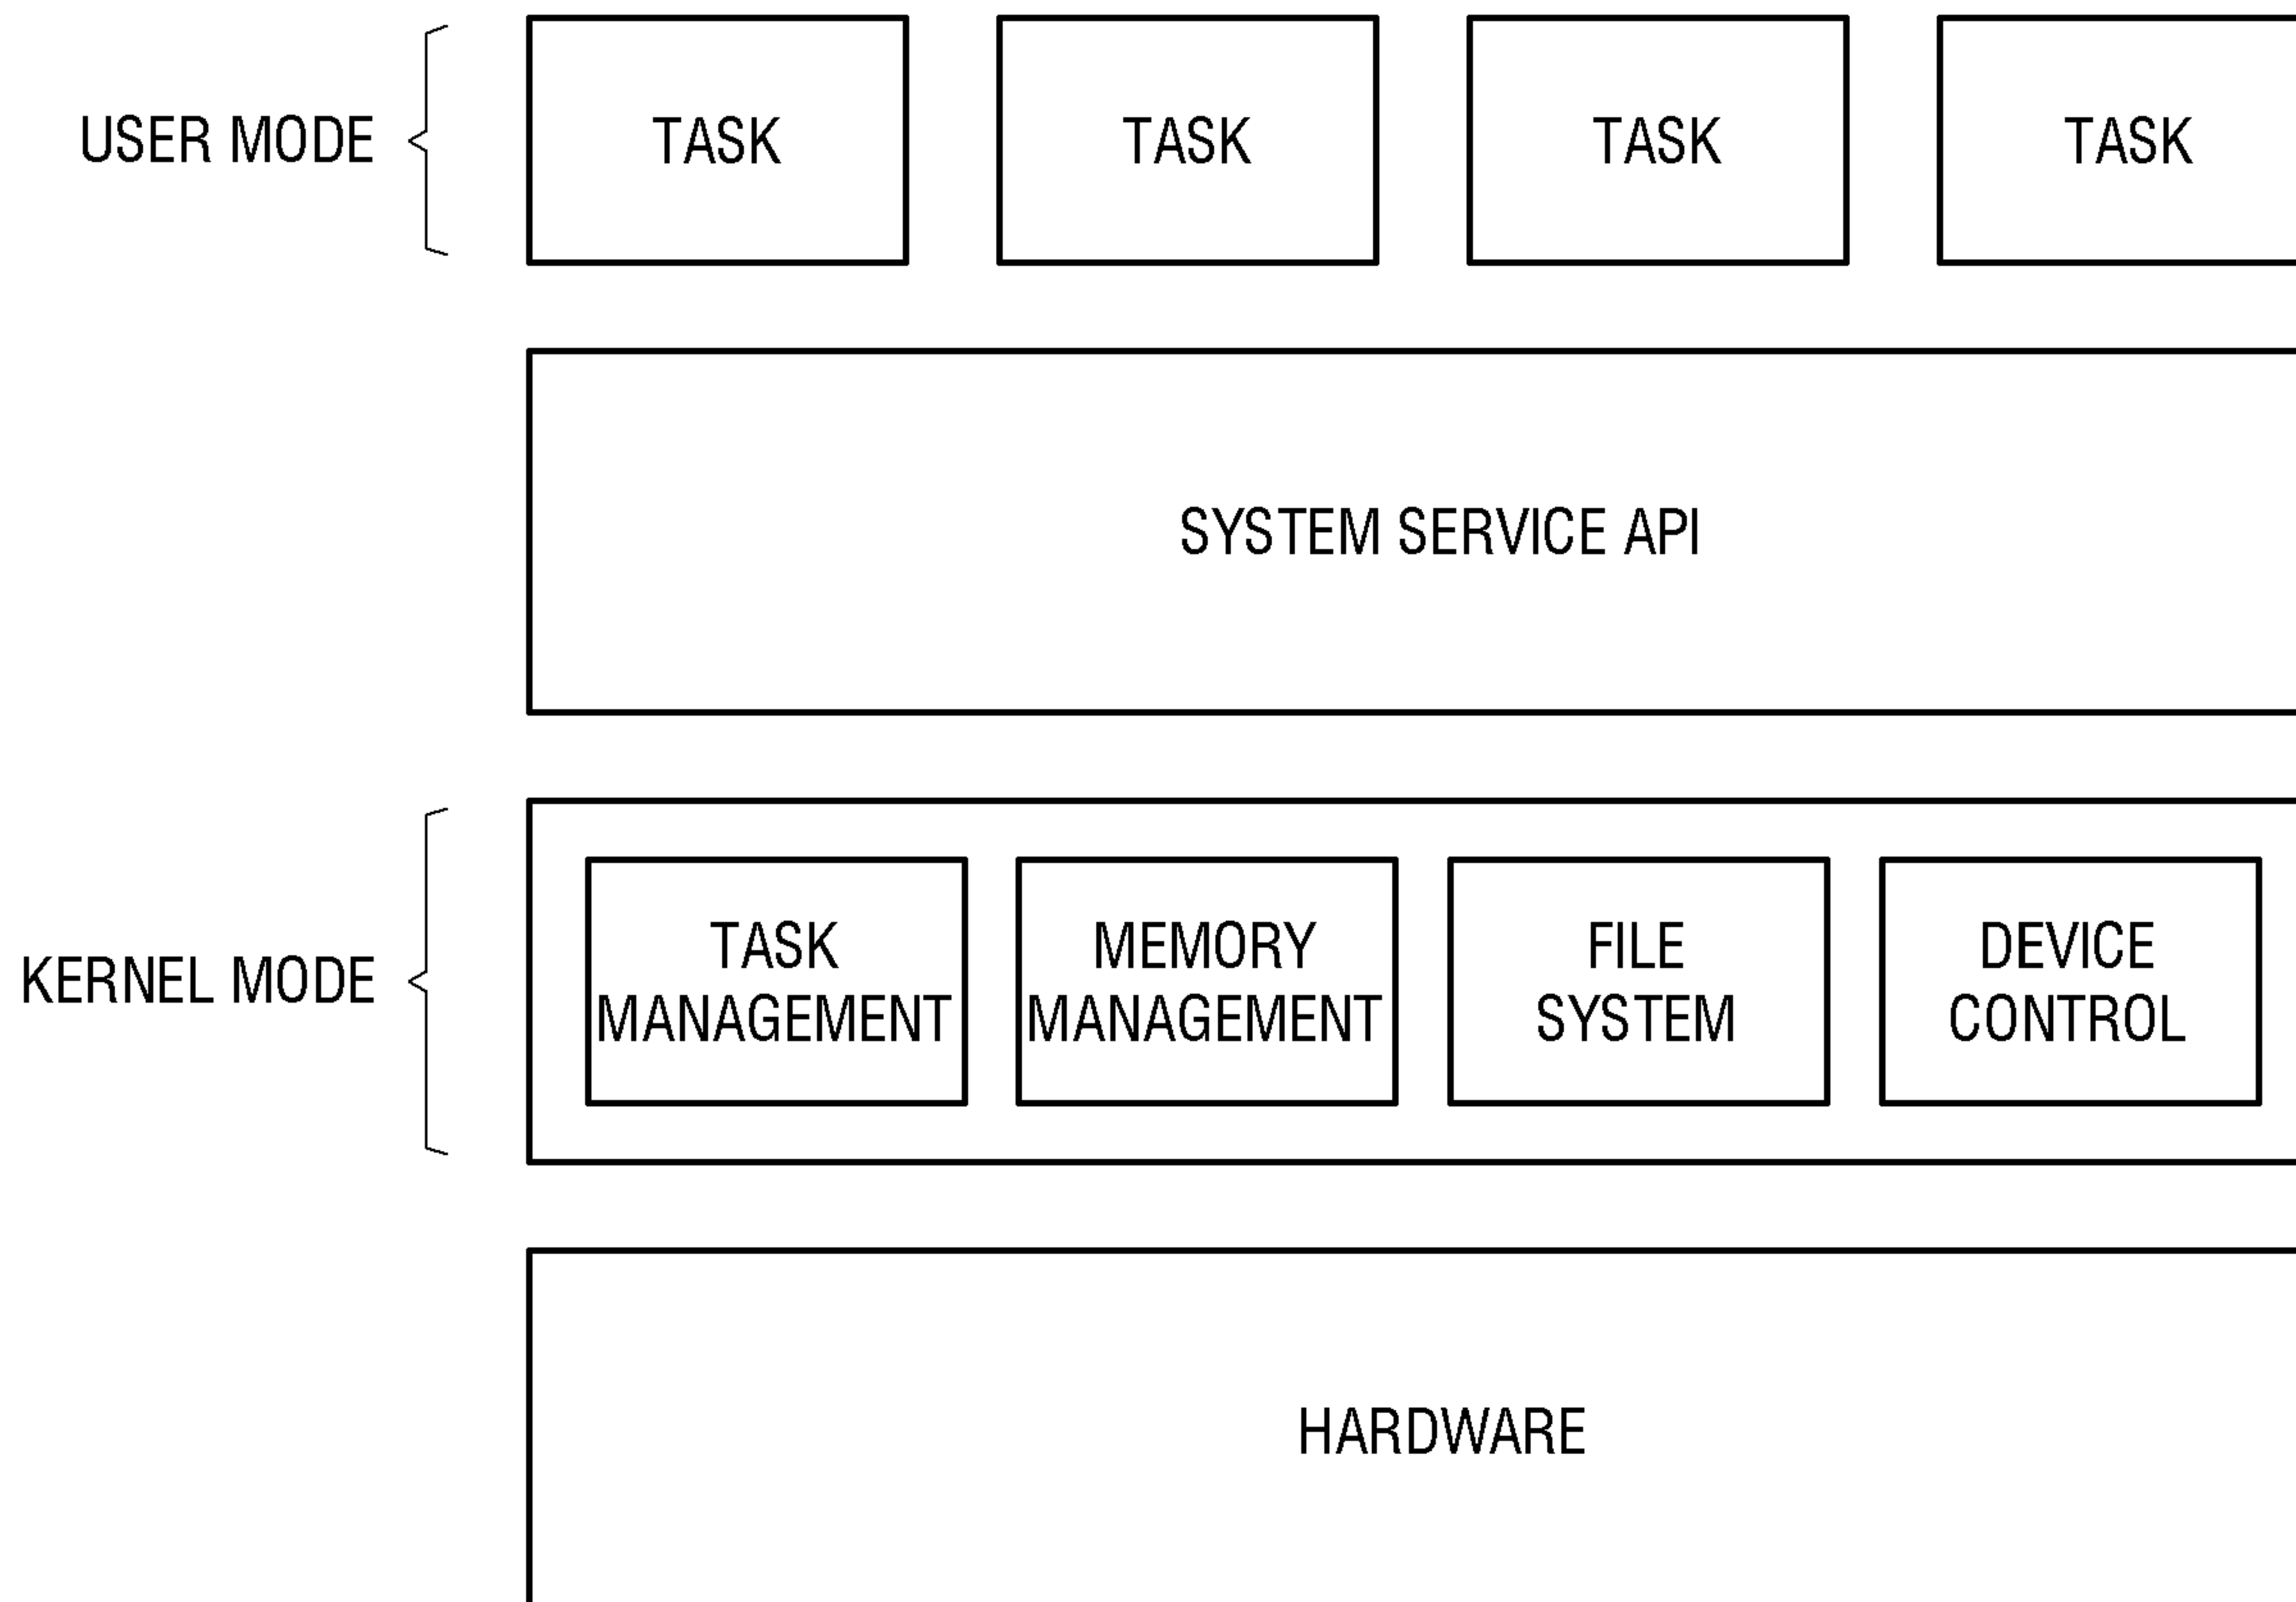 USER MODE
TASK
TASK
TASK
TASK
SYSTEM SERVICE API
KERNEL MODE
TASK
MANAGEMENT
MEMORY
MANAGEMENT
FILE
SYSTEM
DEVICE
CONTROL
HARDWARE